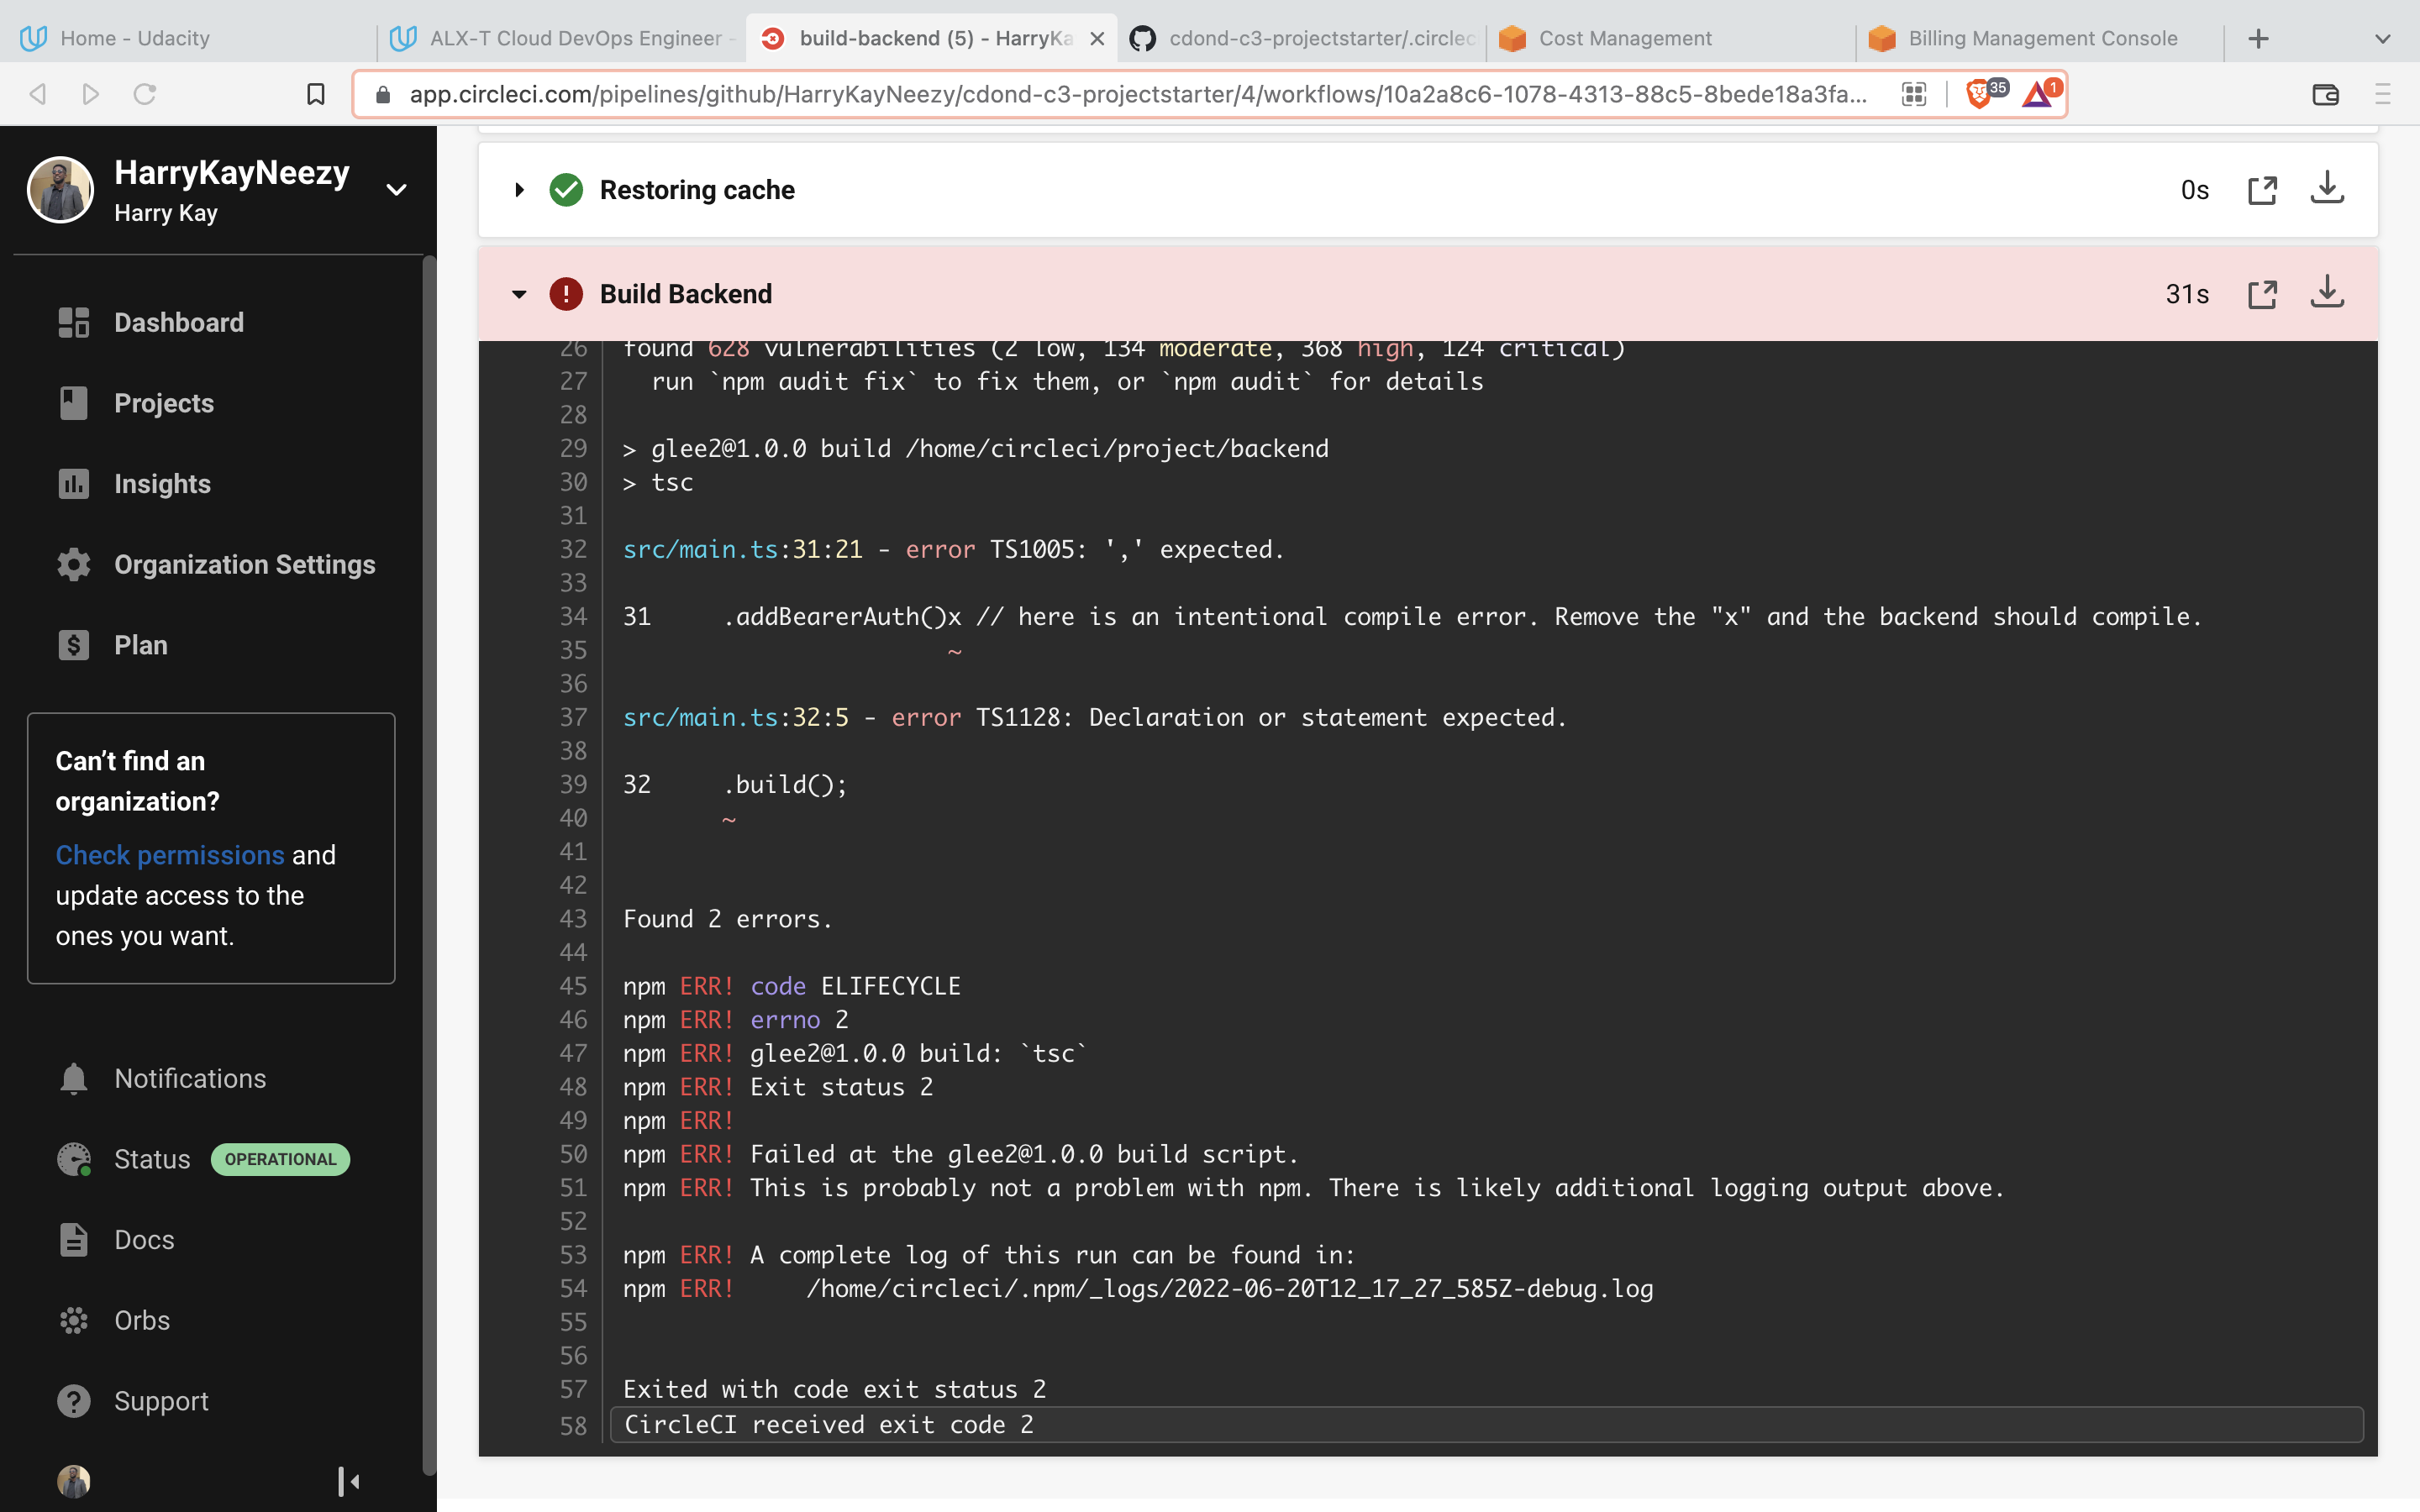 Home - Udacity
ALX-T Cloud DevOps Engineer -
build-backend (5) - HarryKa
cdond-c3-projectstarter/.circlec
Cost Management
Billing Management Console
app.circleci.com/pipelines/github/HarryKayNeezy/cdond-c3-projectstarter/4/workflows/10a2a8c6-1078-4313-88c5-8bede18a3fa...
35
1
HarryKayNeezy
Harry Kay
Dashboard
Projects
Insights
Organization Settings
Plan
Can’t find an
organization?
Check permissions and
update access to the
ones you want.
Notifications
Status OPERATIONAL
Docs
Orbs
Support
Restoring cache 0s
Build Backend 31s
26 found 628 vulnerabilities (2 low, 134 moderate, 368 high, 124 critical)
27 run `npm audit fix` to fix them, or `npm audit` for details
28
29 > glee2@1.0.0 build /home/circleci/project/backend
30 > tsc
31
32 src/main.ts:31:21 - error TS1005: ',' expected.
33
34 31 .addBearerAuth()x // here is an intentional compile error. Remove the "x" and the backend should compile.
35 ~
36
37 src/main.ts:32:5 - error TS1128: Declaration or statement expected.
38
39 32 .build();
40 ~
41
42
43 Found 2 errors.
44
45 npm ERR! code ELIFECYCLE
46 npm ERR! errno 2
47 npm ERR! glee2@1.0.0 build: `tsc`
48 npm ERR! Exit status 2
49 npm ERR!
50 npm ERR! Failed at the glee2@1.0.0 build script.
51 npm ERR! This is probably not a problem with npm. There is likely additional logging output above.
52
53 npm ERR! A complete log of this run can be found in:
54 npm ERR! /home/circleci/.npm/_logs/2022-06-20T12_17_27_585Z-debug.log
55
56
57 Exited with code exit status 2
58 CircleCI received exit code 2